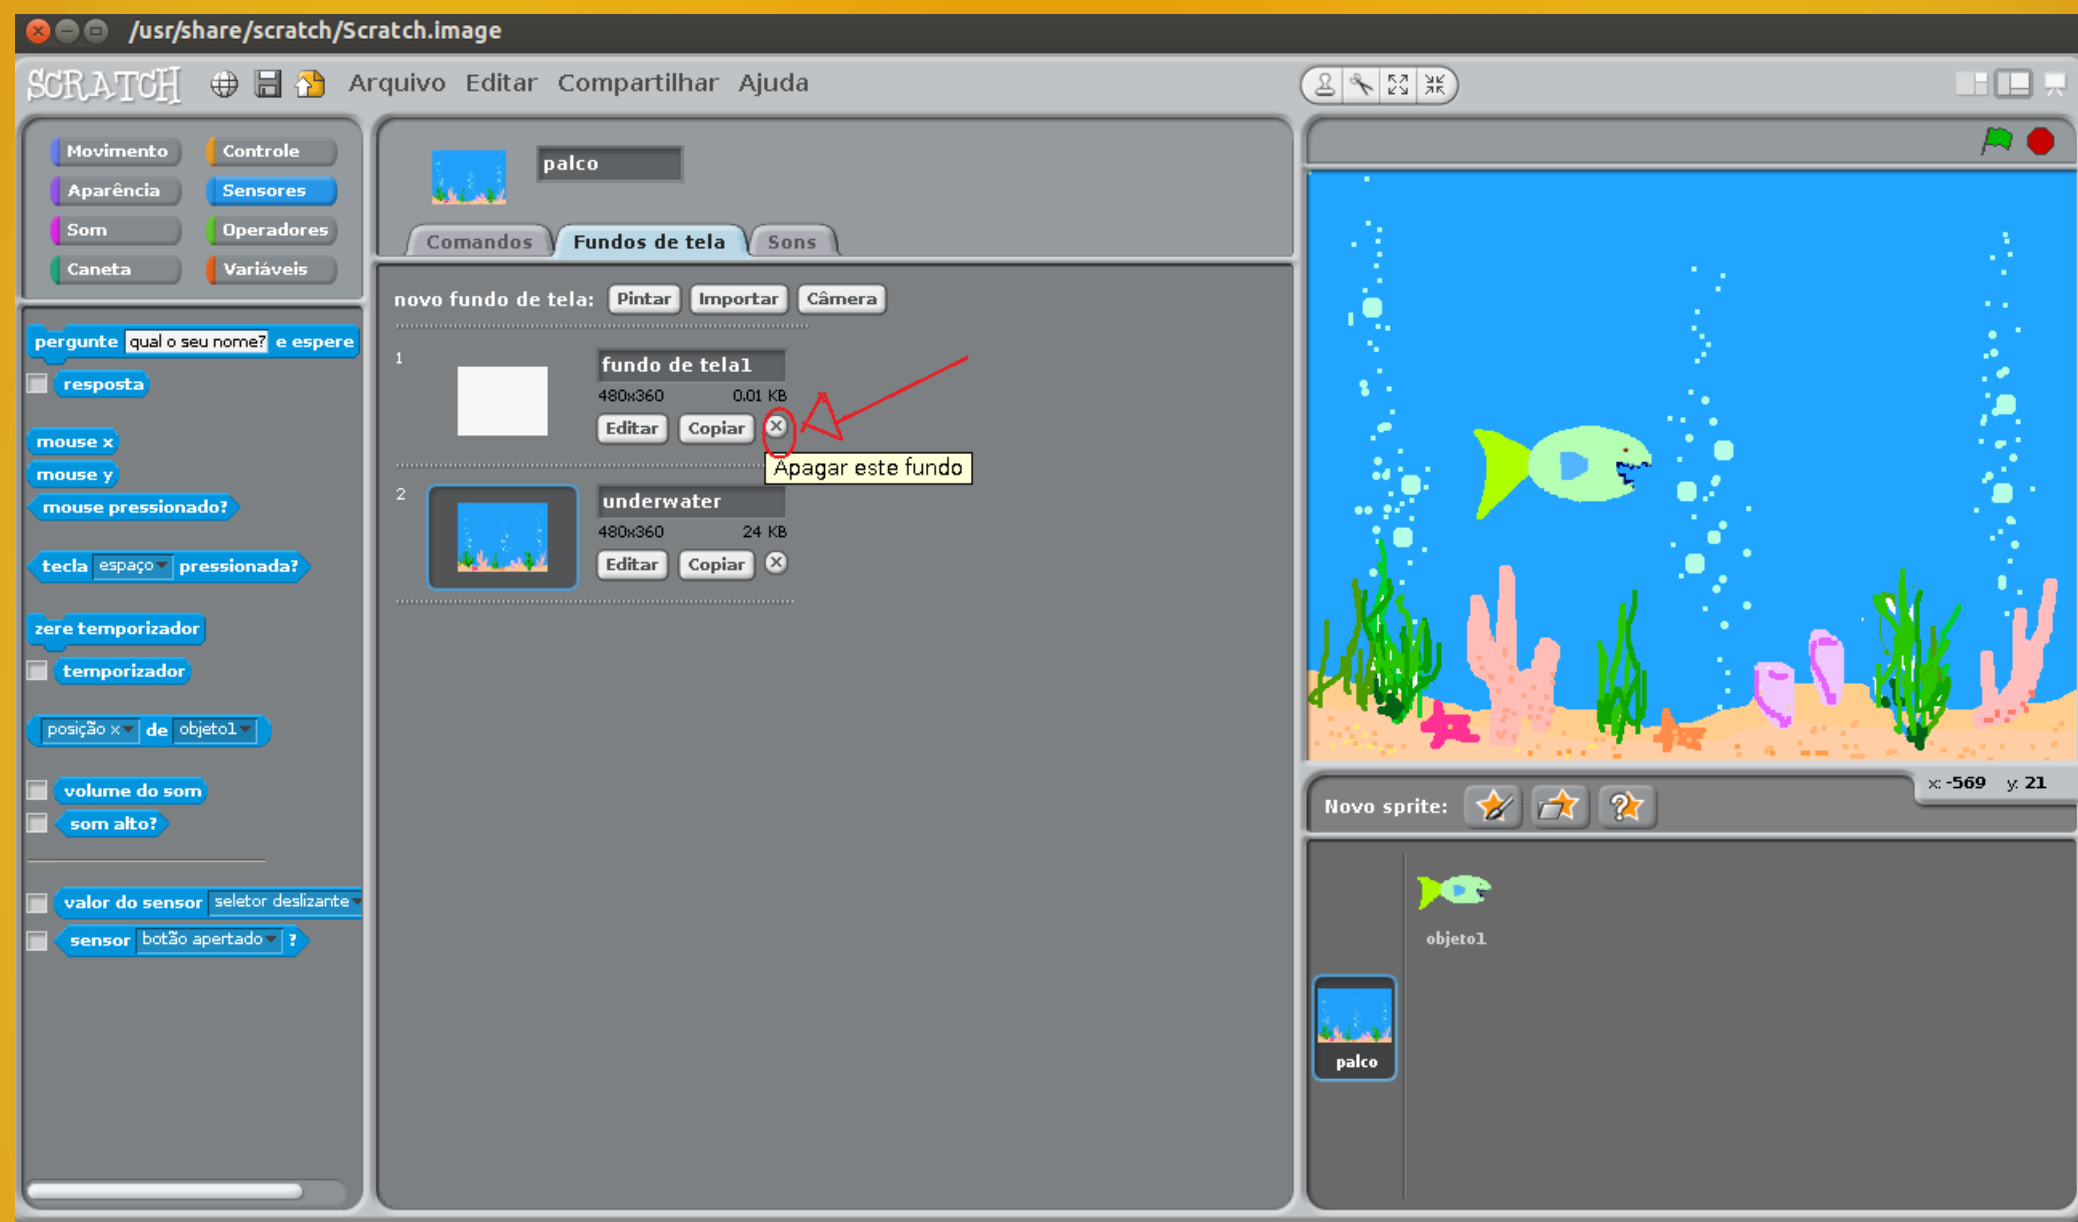 /usr/share/scratch/Scratch.image
SCRATCH Arquivo Editar Compartilhar Ajuda
Movimento Controle
Aparência Sensores
Som Operadores
Caneta Variáveis
pergunte qual o seu nome? e espere
resposta
mouse x
mouse y
mouse pressionado?
tecla espaço pressionada?
zere temporizador
temporizador
posição x de objeto1
volume do som
som alto?
valor do sensor seletor deslizante
sensor botão apertado ?
palco
Comandos Fundos de tela Sons
novo fundo de tela: Pintar Importar Câmera
1 fundo de tela1
480x360 0.01 KB
Editar Copiar
Apagar este fundo
2 underwater
480x360 24 KB
Editar Copiar
x: -569 y: 21
Novo sprite:
objeto1
palco